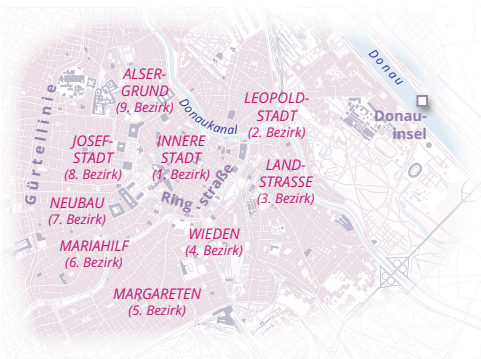 Donau
ALSER-
GRUND
(9. Bezirk)
LEOPOLD-
STADT
(2. Bezirk)
Donaukanal
Donau-
insel
Gürtellinie
JOSEF-
STADT
(8. Bezirk)
INNERE
STADT
(1. Bezirk)
LAND-
STRASSE
(3. Bezirk)
Ring - straße
NEUBAU
(7. Bezirk)
WIEDEN
(4. Bezirk)
MARIAHILF
(6. Bezirk)
MARGARETEN
(5. Bezirk)